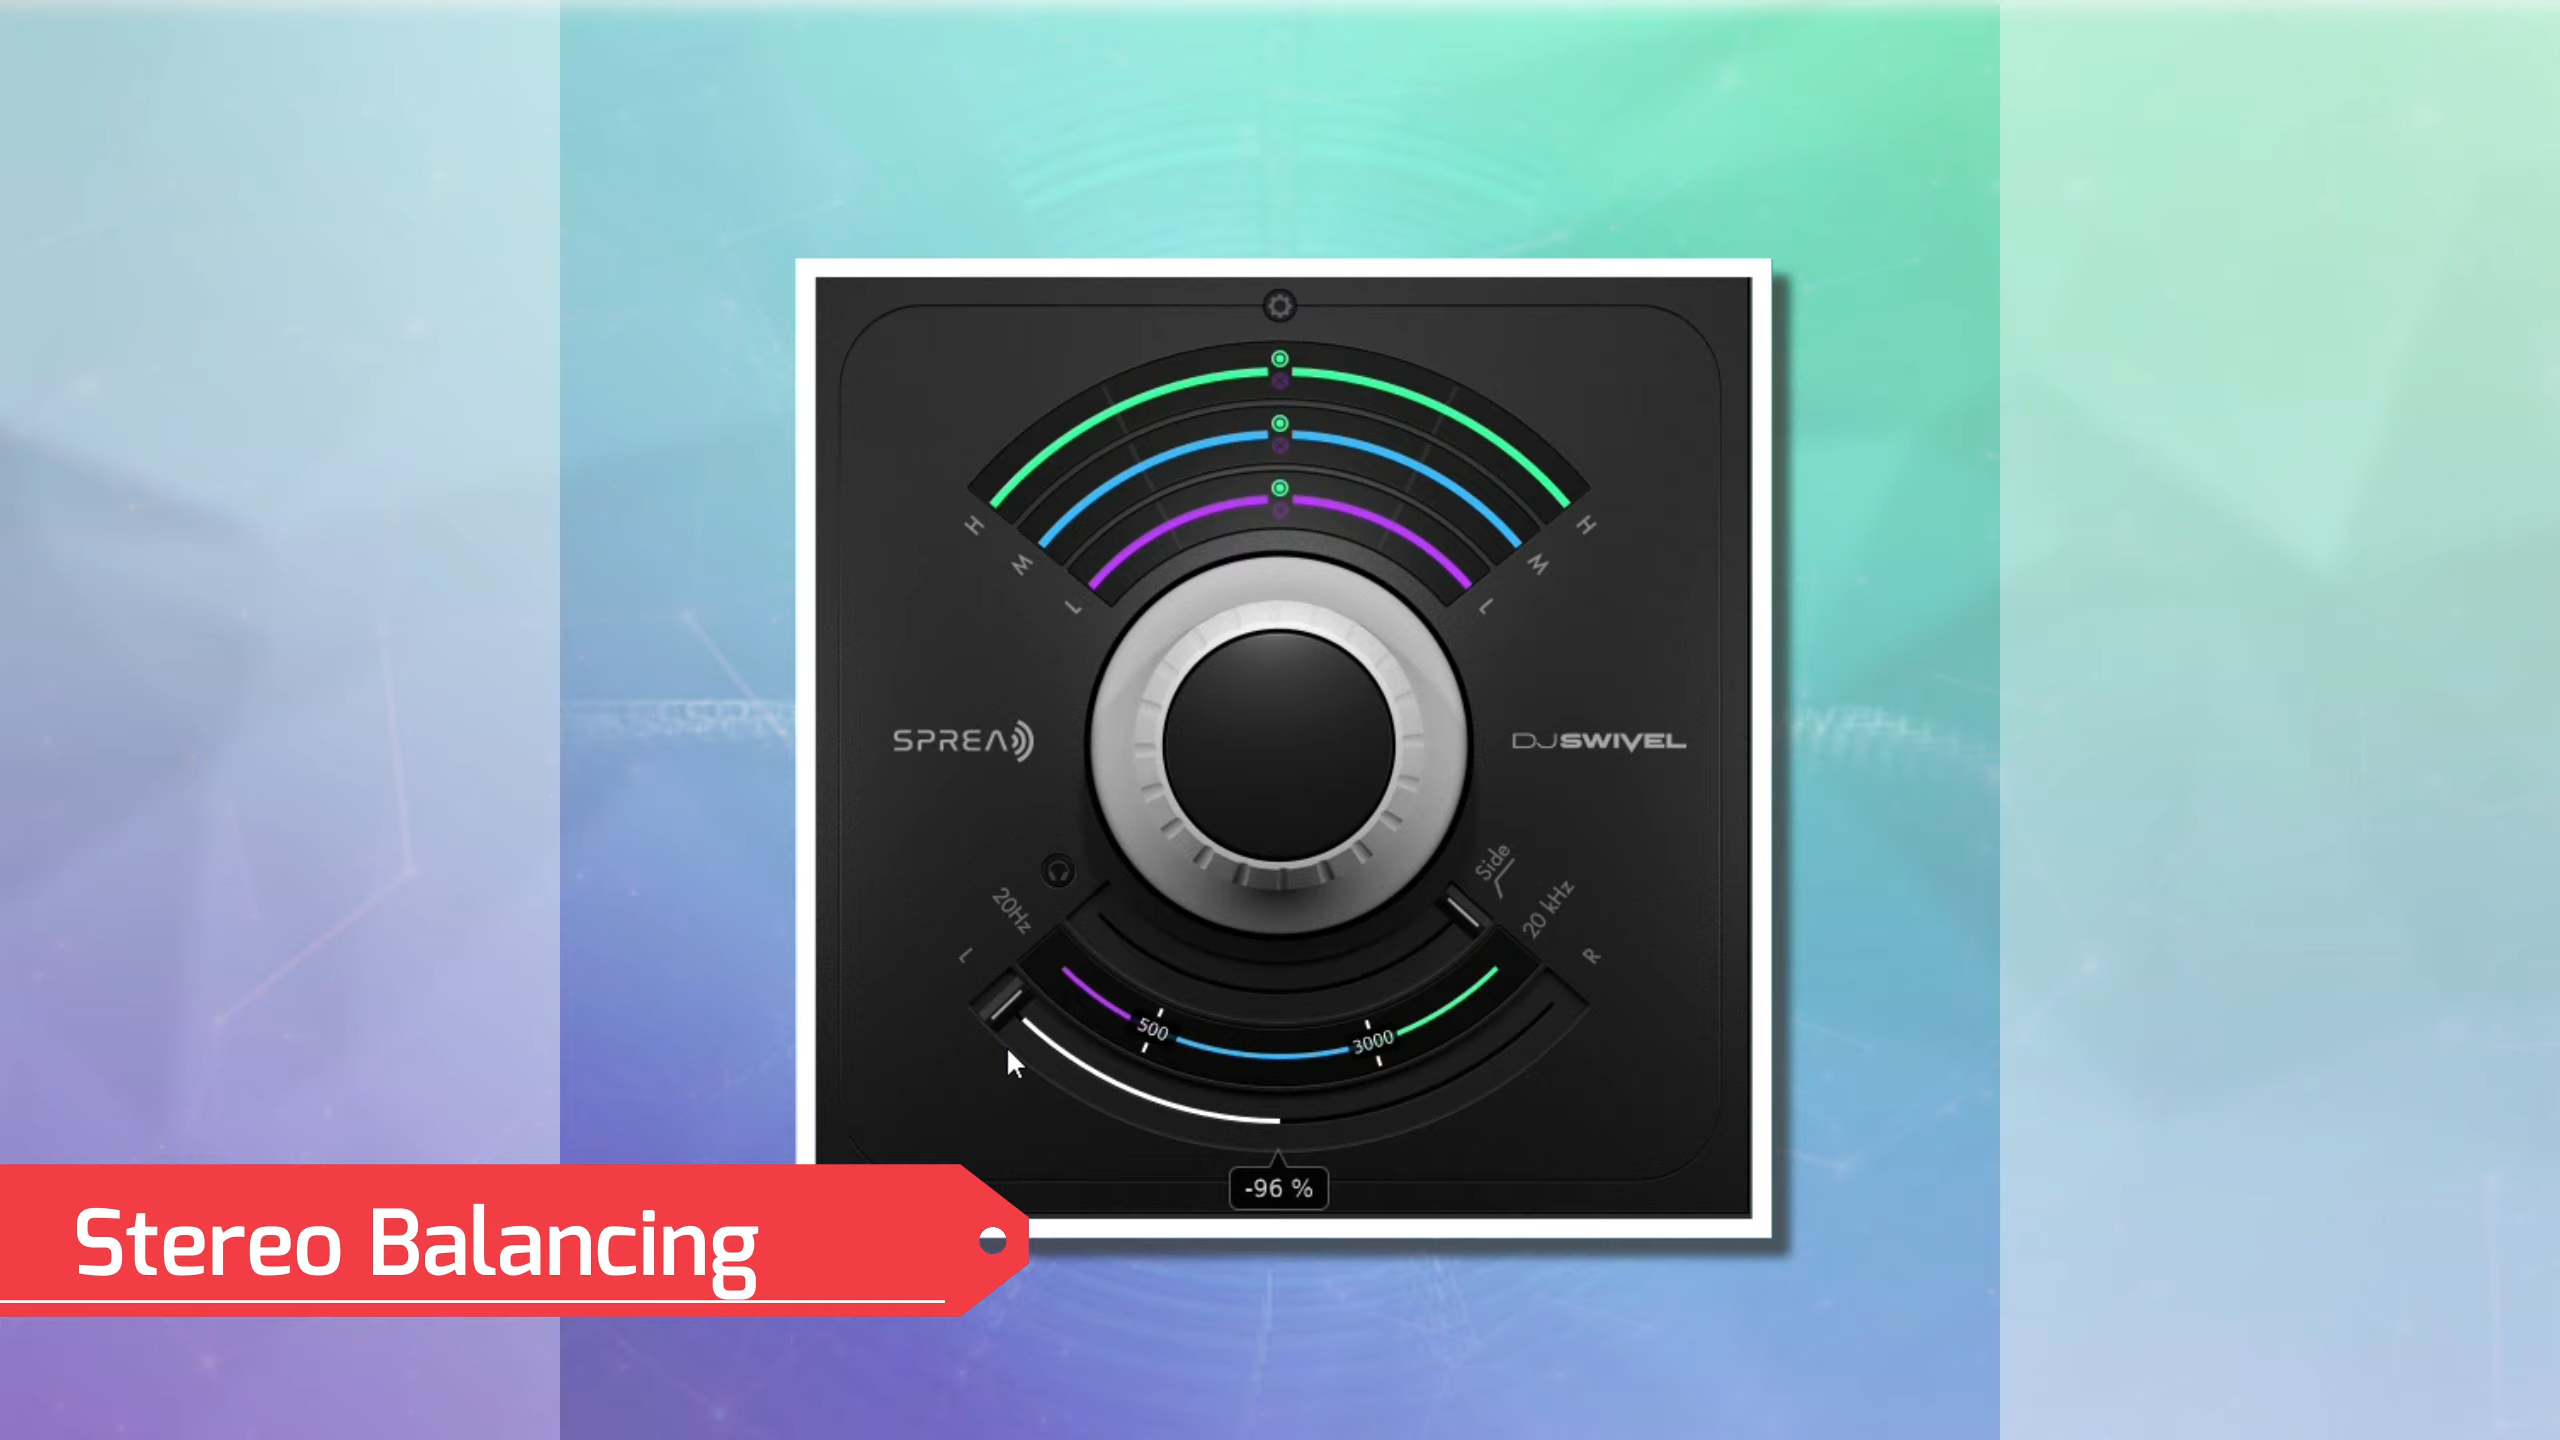 H
H
M
M
L
L
SPREAD
DJSWIVEL
Side
20Hz
20 kHz
L
R
500
3000
-96 %
Stereo Balancing